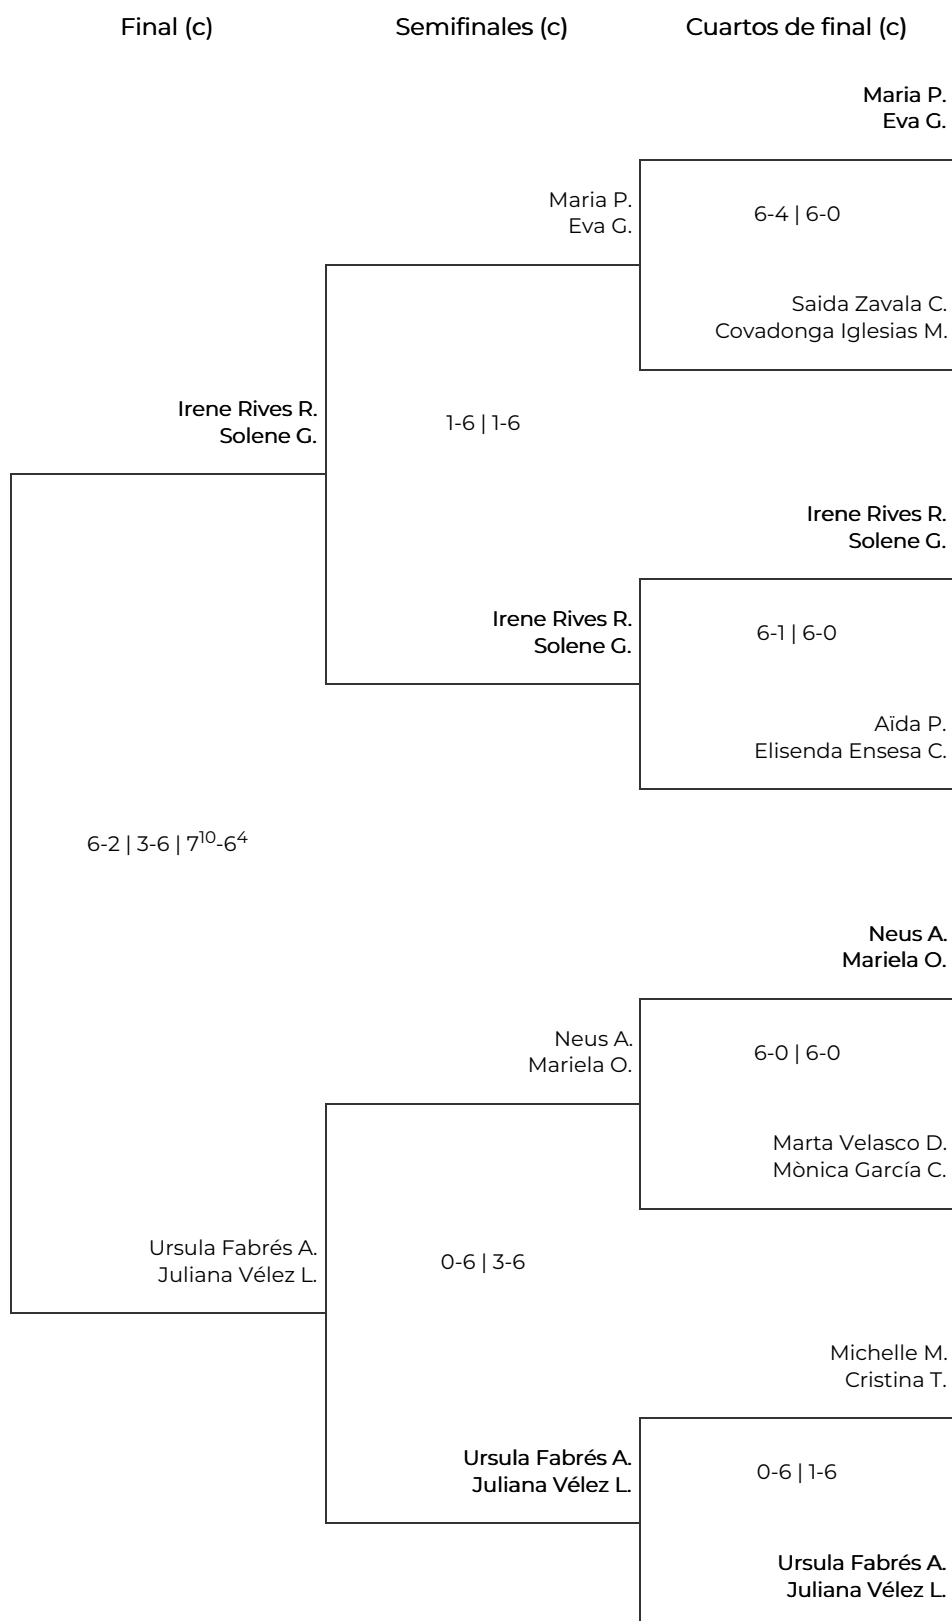 Final (c)
Semifinales (c)
Cuartos de final (c)
Maria P.
Eva G.
Maria P.
Eva G.
6-4 | 6-0
Saida Zavala C.
Covadonga Iglesias M.
Irene Rives R.
Solene G.
1-6 | 1-6
Irene Rives R.
Solene G.
Irene Rives R.
Solene G.
6-1 | 6-0
Aïda P.
Elisenda Ensesa C.
6-2 | 3-6 | 7¹⁰-6⁴
Neus A.
Mariela O.
Neus A.
Mariela O.
6-0 | 6-0
Marta Velasco D.
Mònica García C.
Ursula Fabrés A.
Juliana Vélez L.
0-6 | 3-6
Michelle M.
Cristina T.
Ursula Fabrés A.
Juliana Vélez L.
0-6 | 1-6
Ursula Fabrés A.
Juliana Vélez L.